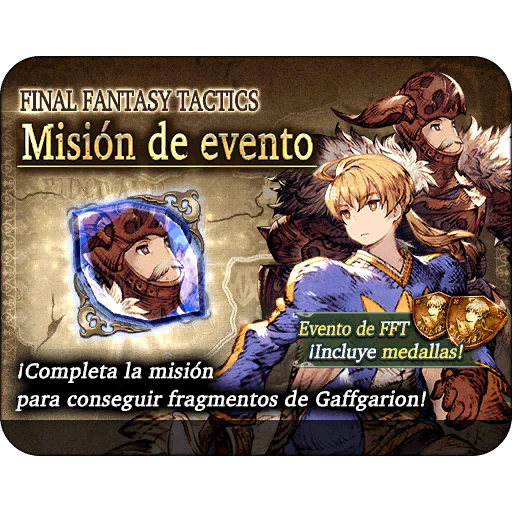 FINAL FANTASY TACTICS
Misión de evento
Evento de FFT
¡Incluye medallas!
¡Completa la misión
para conseguir fragmentos de Gaffgarion!